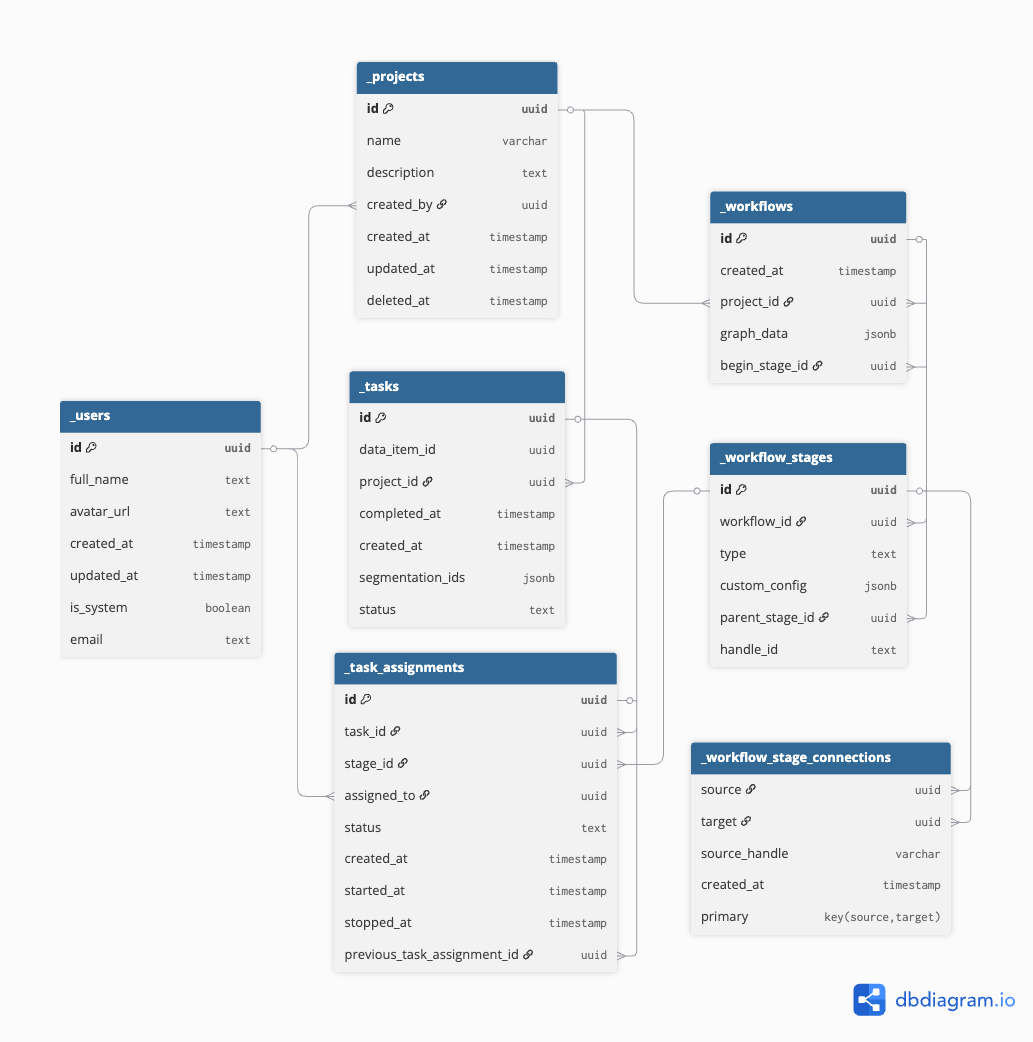 _projects
id uuid
name varchar
description text
created_by uuid
created_at timestamp
updated_at timestamp
deleted_at timestamp
_workflows
id uuid
created_at timestamp
project_id uuid
graph_data jsonb
begin_stage_id uuid
_tasks
id uuid
data_item_id uuid
project_id uuid
completed_at timestamp
created_at timestamp
segmentation_ids jsonb
status text
_users
id uuid
full_name text
avatar_url text
created_at timestamp
updated_at timestamp
is_system boolean
email text
_workflow_stages
id uuid
workflow_id uuid
type text
custom_config jsonb
parent_stage_id uuid
handle_id text
_task_assignments
id uuid
task_id uuid
stage_id uuid
assigned_to uuid
status text
created_at timestamp
started_at timestamp
stopped_at timestamp
previous_task_assignment_id uuid
_workflow_stage_connections
source uuid
target uuid
source_handle varchar
created_at timestamp
primary key(source,target)
dbdiagram.io